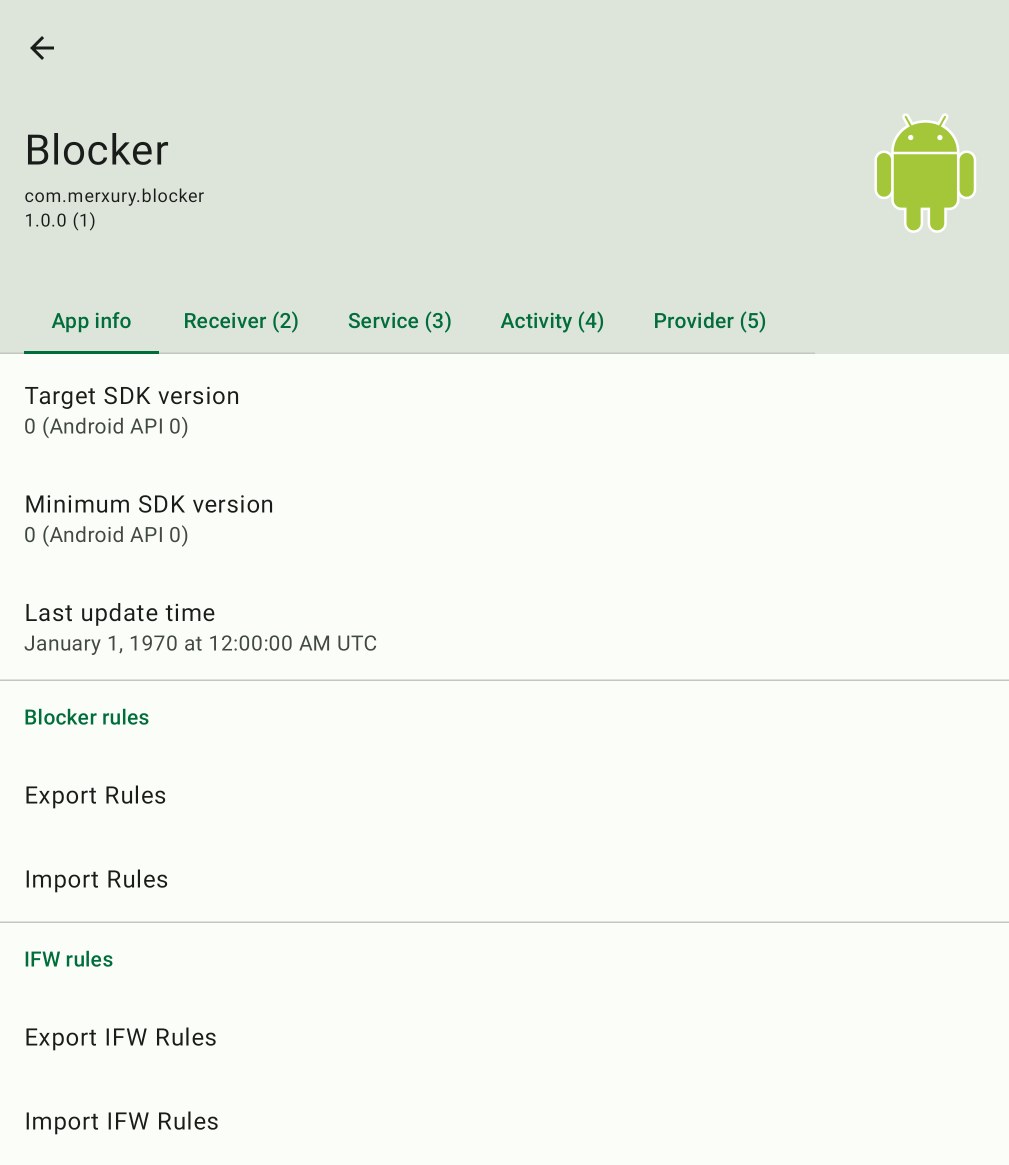 Blocker
com.merxury.blocker
1.0.0 (1)
App info
Receiver (2)
Service (3)
Activity (4)
Provider (5)
Target SDK version
0 (Android API 0)
Minimum SDK version
0 (Android API 0)
Last update time
January 1, 1970 at 12:00:00 AM UTC
Blocker rules
Export Rules
Import Rules
IFW rules
Export IFW Rules
Import IFW Rules